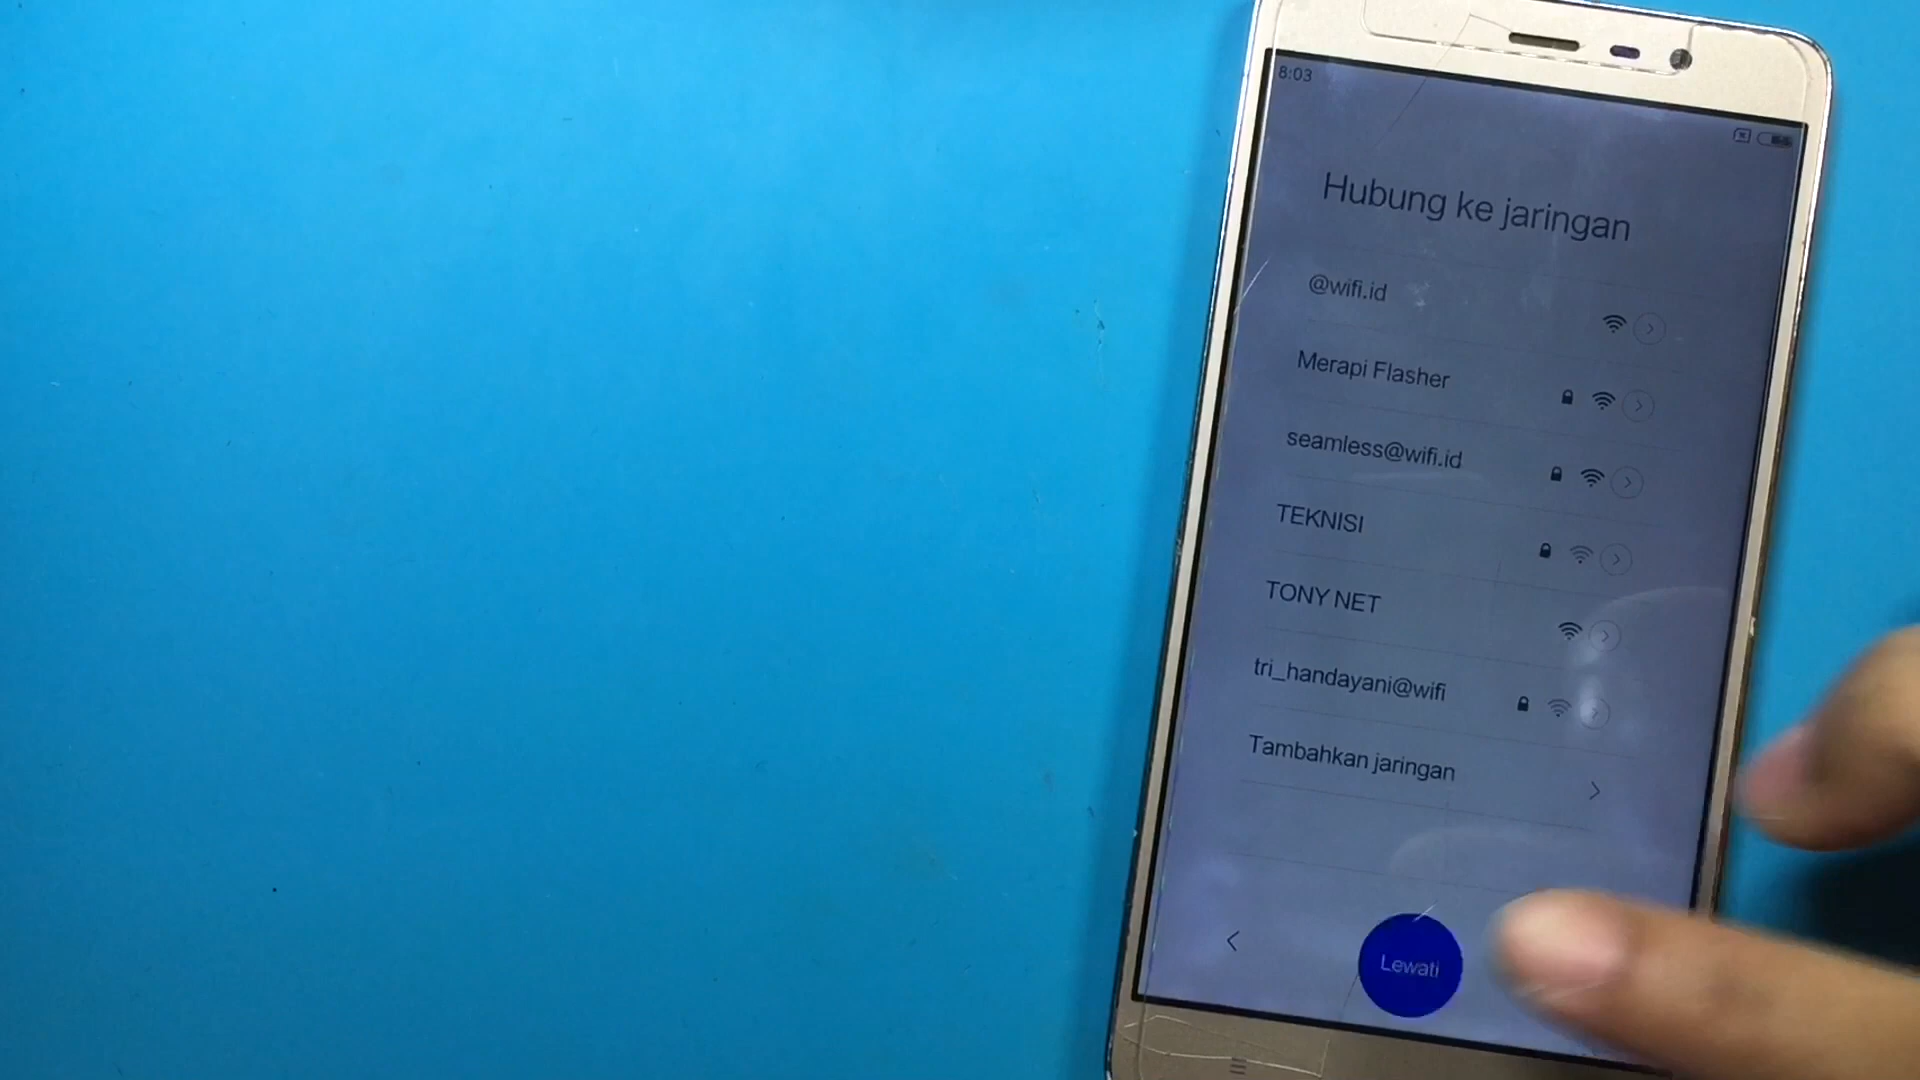 8:03
Hubung ke jaringan
@wifi.id
Merapi Flasher
seamless@wifi.id
TEKNISI
TONY NET
tri_handayani@wifi
Tambahkan jaringan
Lewati